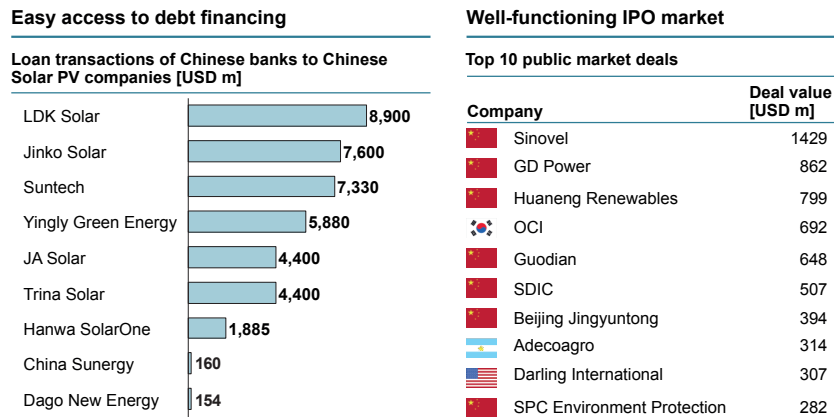 Easy access to debt financing
Loan transactions of Chinese banks to Chinese
Solar PV companies [USD m]
LDK Solar 8,900
Jinko Solar 7,600
Suntech 7,330
Yingly Green Energy 5,880
JA Solar 4,400
Trina Solar 4,400
Hanwa SolarOne 1,885
China Sunergy 160
Dago New Energy 154
Well-functioning IPO market
Top 10 public market deals
Company Deal value
[USD m]
Sinovel 1429
GD Power 862
Huaneng Renewables 799
OCI 692
Guodian 648
SDIC 507
Beijing Jingyuntong 394
Adecoagro 314
Darling International 307
SPC Environment Protection 282